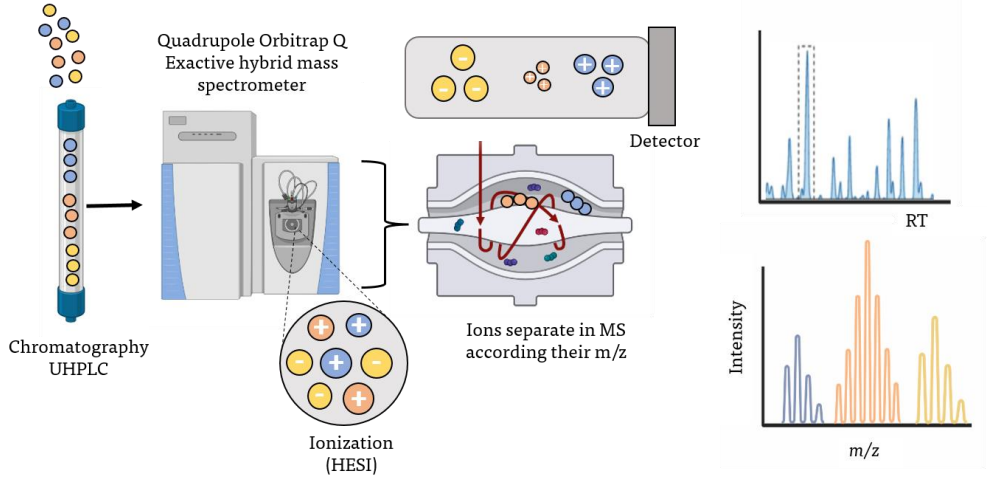 Quadrupole Orbitrap Q
Exactive hybrid mass
spectrometer
Detector
RT
Chromatography
UHPLC
Ions separate in MS
according their m/z
Ionization
(HESI)
Intensity
m/z